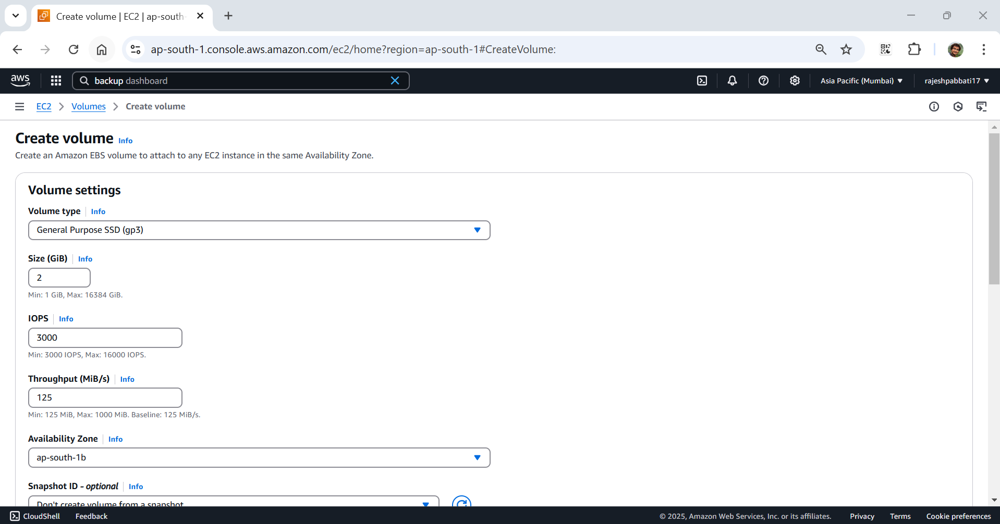 Create volume | EC2 | ap-south-
ap-south-1.console.aws.amazon.com/ec2/home?region=ap-south-1#CreateVolume:
aws
backup dashboard
Asia Pacific (Mumbai)
rajeshpabbati17
EC2
Volumes
Create volume
Create volume Info
Create an Amazon EBS volume to attach to any EC2 instance in the same Availability Zone.
Volume settings
Volume type Info
General Purpose SSD (gp3)
Size (GiB) Info
2
Min: 1 GiB, Max: 16384 GiB.
IOPS Info
3000
Min: 3000 IOPS, Max: 16000 IOPS.
Throughput (MiB/s) Info
125
Min: 125 MiB, Max: 1000 MiB. Baseline: 125 MiB/s.
Availability Zone Info
ap-south-1b
Snapshot ID - optional Info
Don't create volume from a snapshot
CloudShell
Feedback
© 2025, Amazon Web Services, Inc. or its affiliates.
Privacy
Terms
Cookie preferences